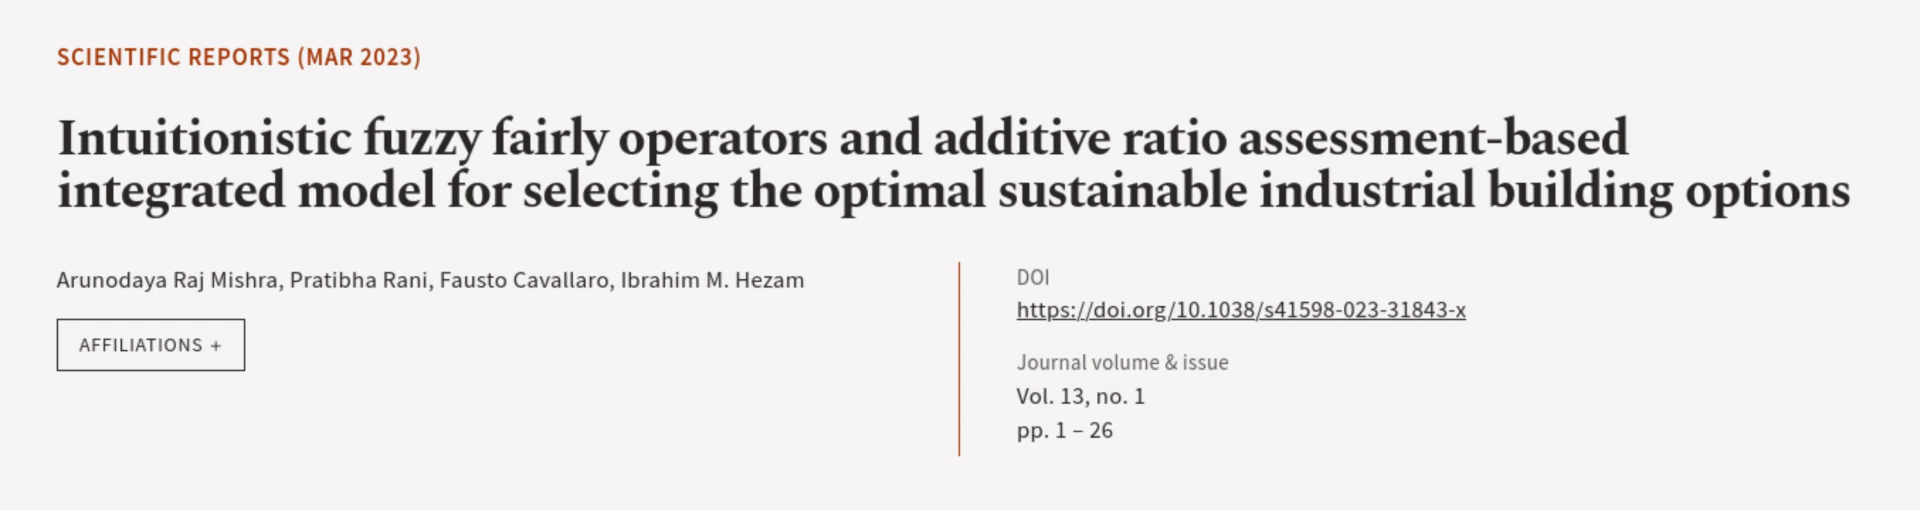 SCIENTIFIC REPORTS (MAR 2023)
Intuitionistic fuzzy fairly operators and additive ratio assessment-based
integrated model for selecting the optimal sustainable industrial building options
Arunodaya Raj Mishra, Pratibha Rani, Fausto Cavallaro, Ibrahim M. Hezam
AFFILIATIONS +
DOI
https://doi.org/10.1038/s41598-023-31843-x
Journal volume & issue
Vol. 13, no. 1
pp. 1 – 26